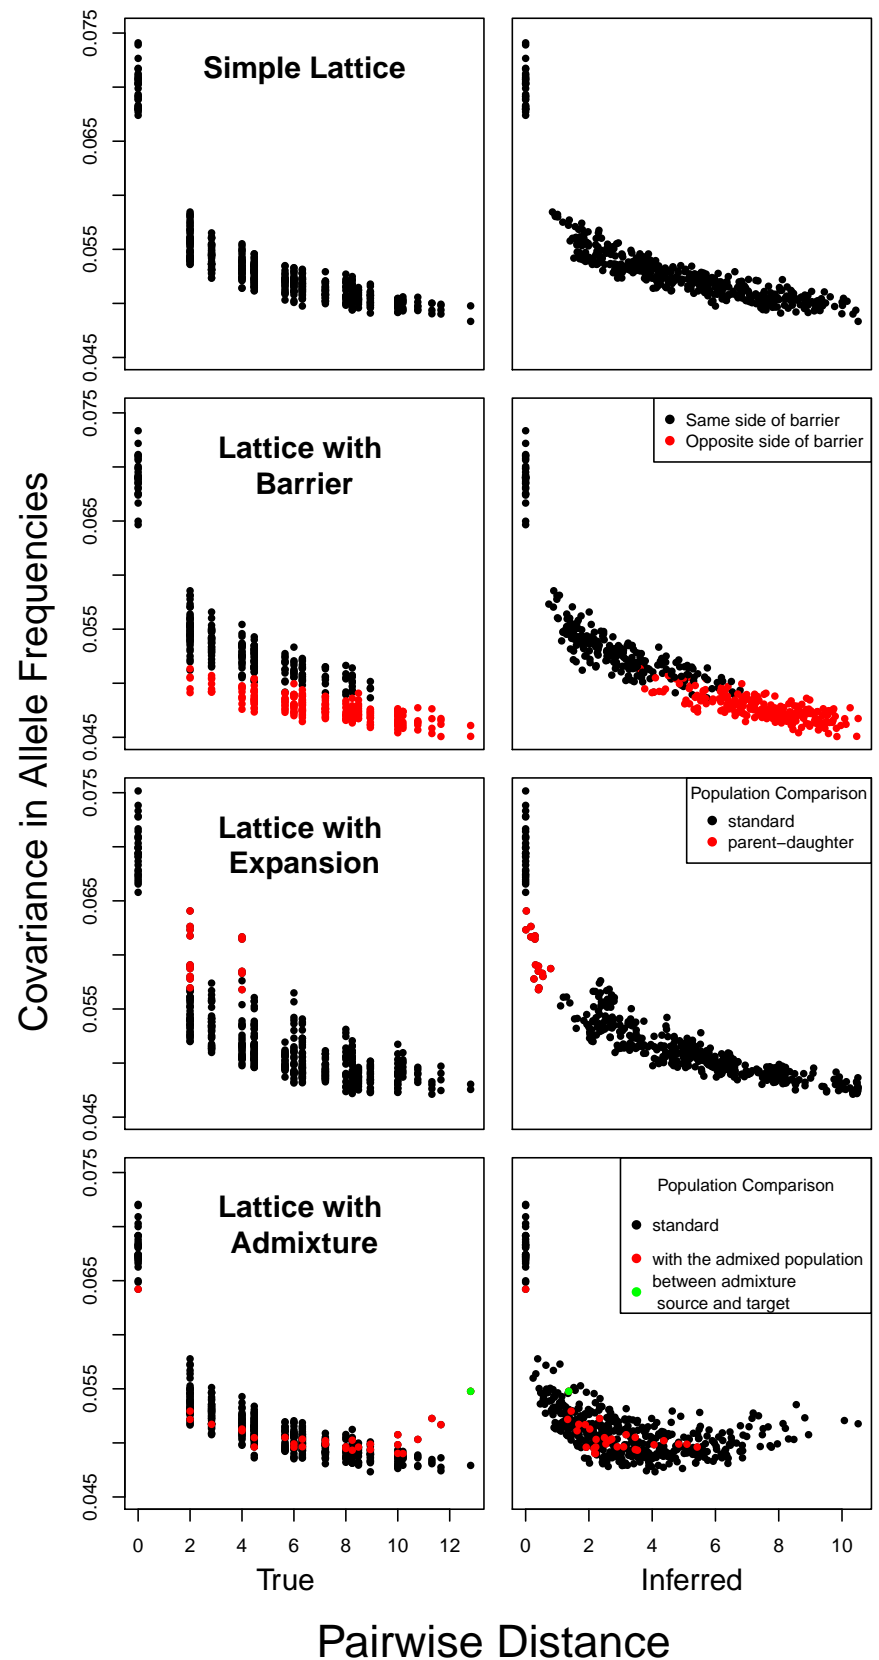 Covariance in Allele Frequencies
0.075
0.065
0.055
0.045
Simple Lattice
0.075
0.065
0.055
0.045
Lattice with
Barrier
Same side of barrier
Opposite side of barrier
0.075
0.065
0.055
0.045
Lattice with
Expansion
Population Comparison
standard
parent−daughter
0.075
0.065
0.055
0.045
Lattice with
Admixture
Population Comparison
standard
with the admixed population
between admixture
source and target
0 2 4 6 8 10 12
0 2 4 6 8 10
True
Inferred
Pairwise Distance